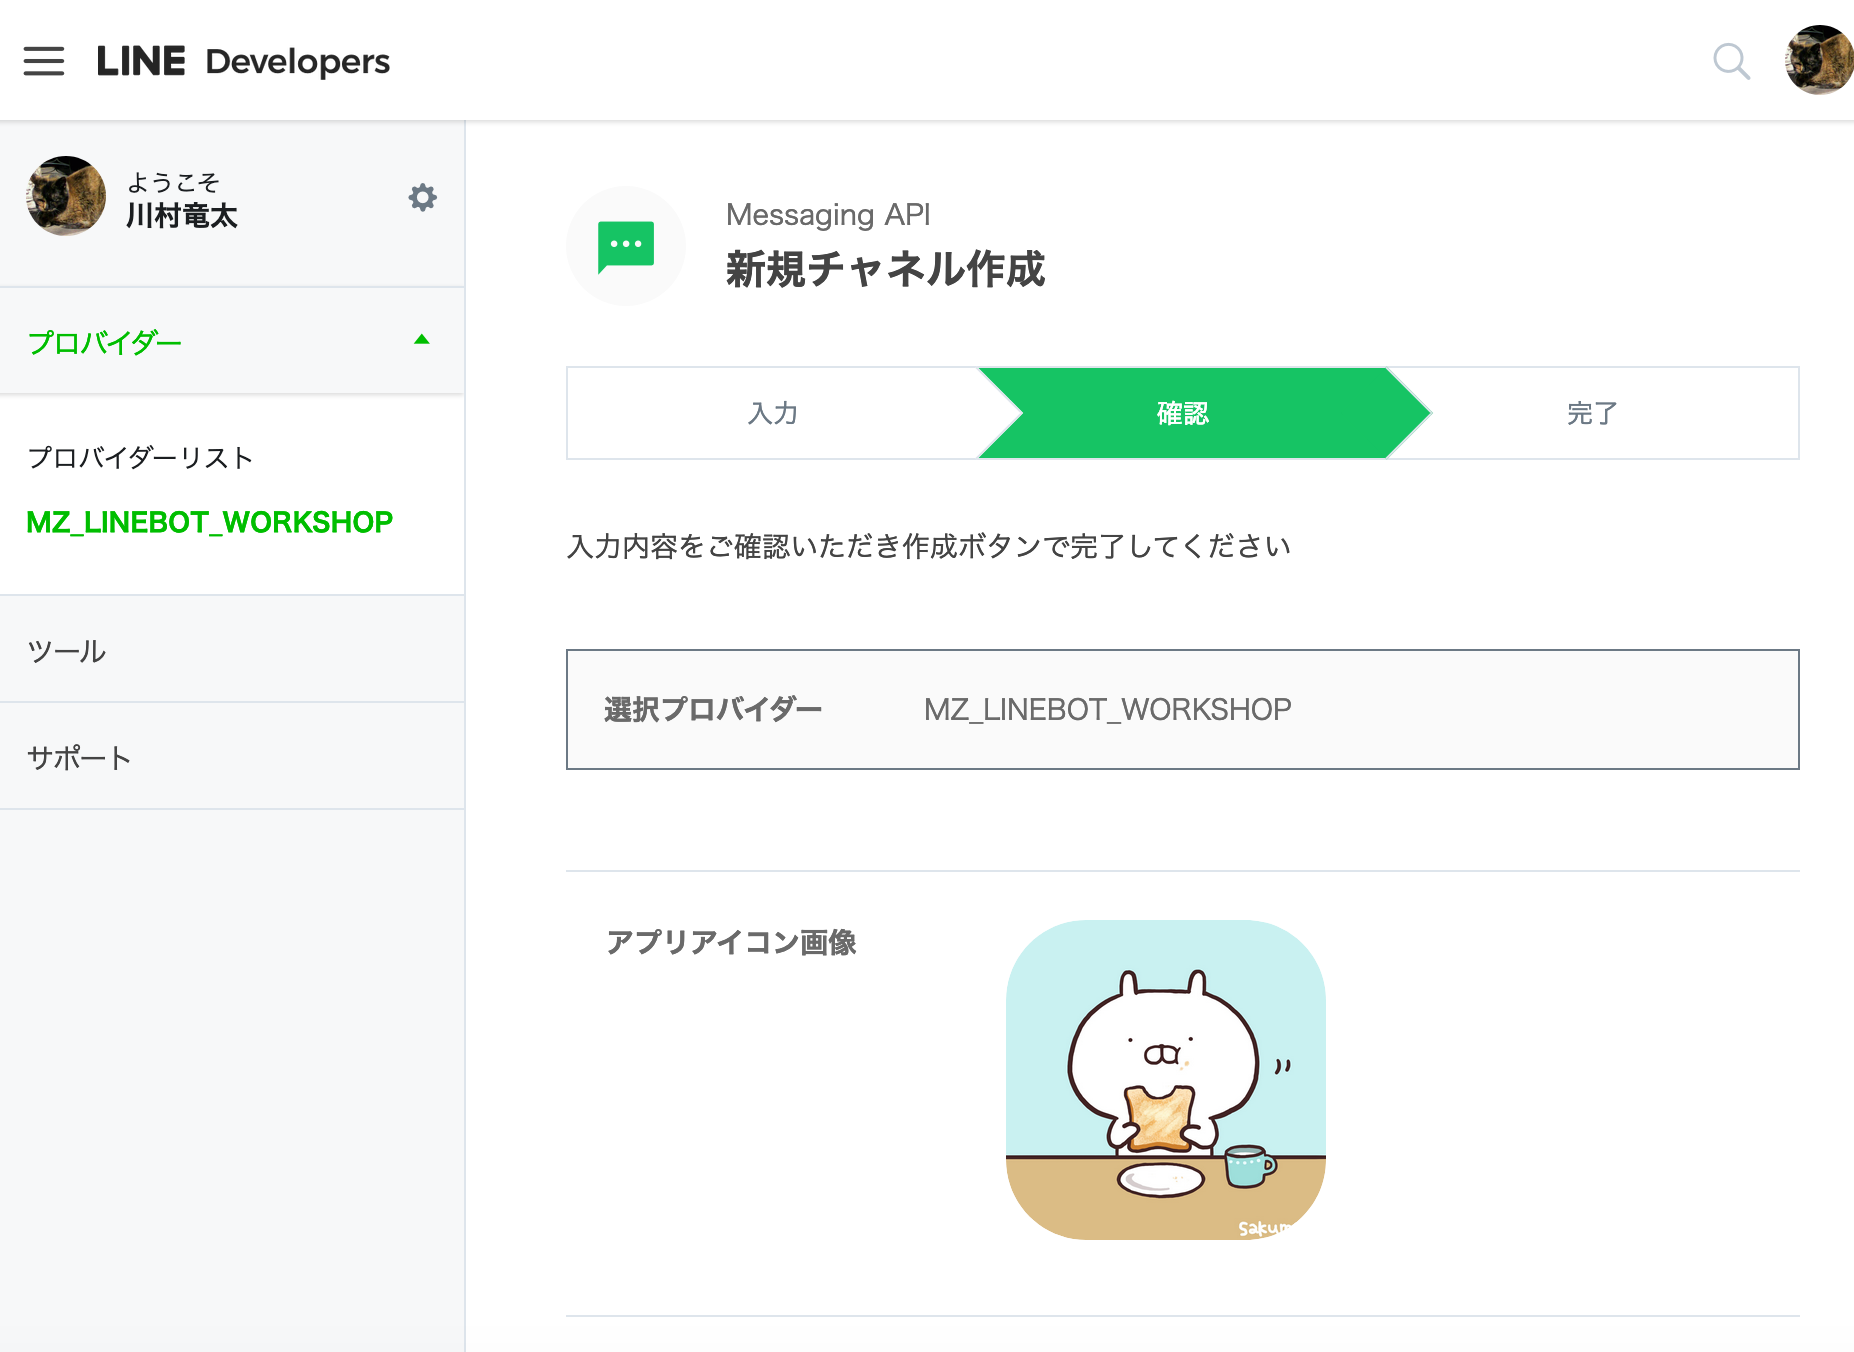 LINE Developers
ようこそ
川村竜太
プロバイダー
プロバイダーリスト
MZ_LINEBOT_WORKSHOP
ツール
サポート
Messaging API
新規チャネル作成
入力
確認
完了
入力内容をご確認いただき作成ボタンで完了してください
選択プロバイダー MZ_LINEBOT_WORKSHOP
アプリアイコン画像